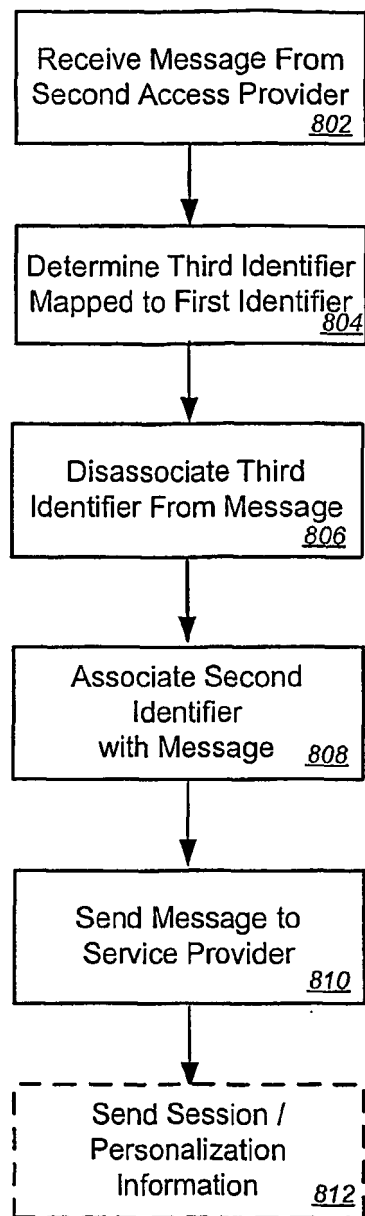 Receive Message From
Second Access Provider
802
Determine Third Identifier
Mapped to First Identifier
804
Disassociate Third
Identifier From Message
806
Associate Second
Identifier
with Message
808
Send Message to
Service Provider
810
Send Session /
Personalization
Information
812